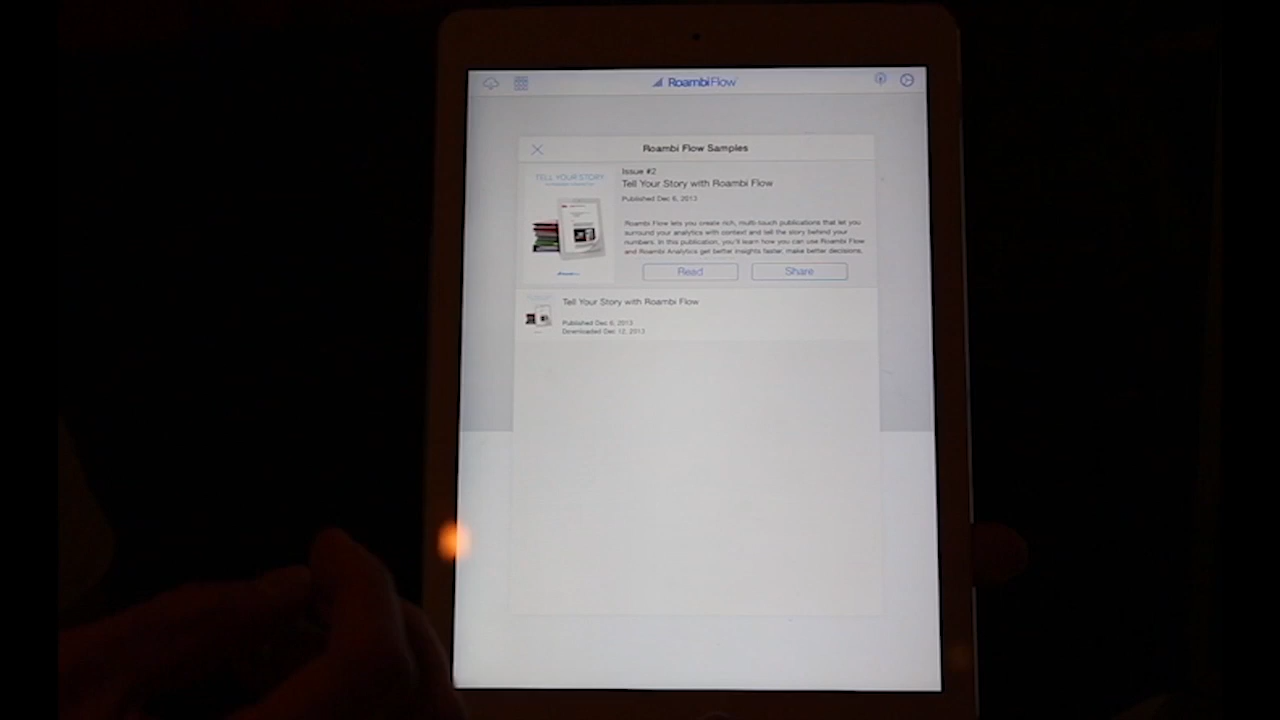 RoambiFlow
Roambi Flow Samples
TELL YOUR STORY
Issue #2
Tell Your Story with Roambi Flow
Published Dec 6, 2013
Roambi Flow lets you create rich, multi-touch publications that let you
surround your analytics with context and tell the story behind your
numbers. In this publication, you'll learn how you can use Roambi Flow
and Roambi Analytics get better insights faster, make better decisions,
Read
Share
Tell Your Story with Roambi Flow
Published Dec 6, 2013
Downloaded Dec 12, 2013